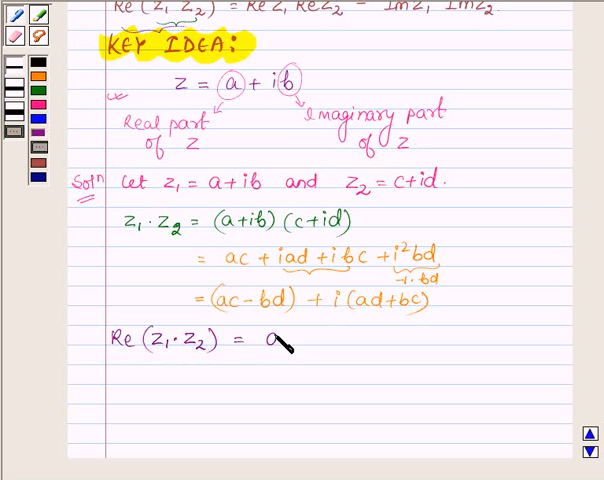 Re (z₁ z₂) = Re z₁ Re z₂ - Im z₁ Im z₂.
KEY IDEA:
z = a + ib
Real part of z
Imaginary part of z
Solⁿ Let z₁ = a+ib and z₂ = c+id.
z₁ · z₂ = (a+ib) (c+id)
= ac + iad + ibc + i²bd
-1·bd
= (ac - bd) + i (ad+bc)
Re (z₁ · z₂) = a